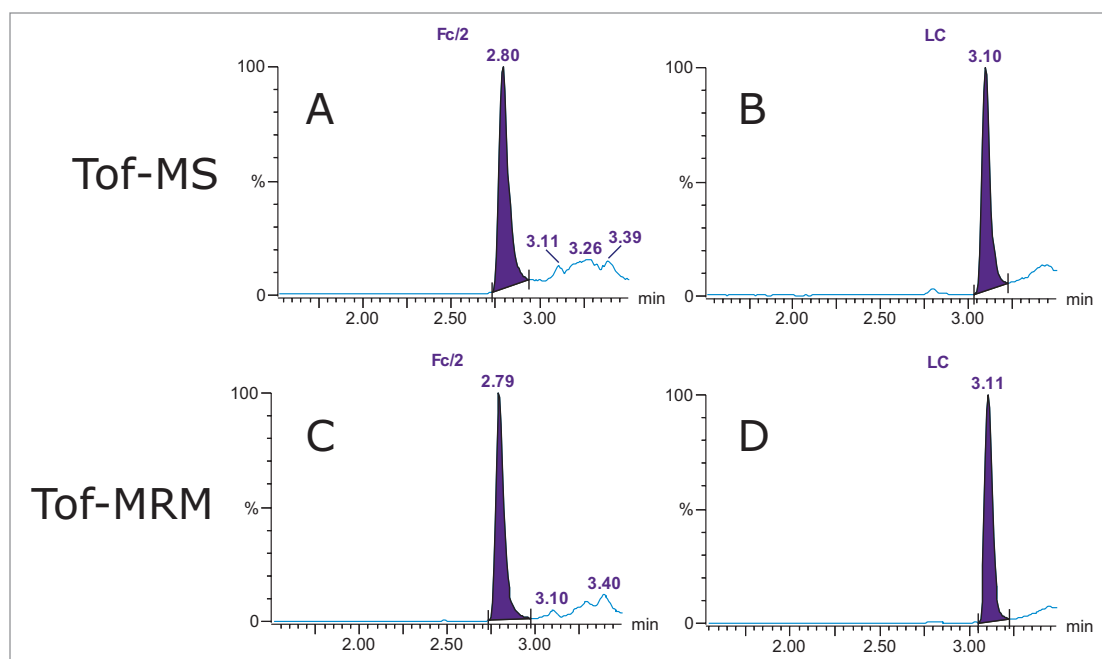 Tof-MS
Fc/2
2.80
A
100
%
0
3.11
3.26
3.39
2.00
2.50
3.00
min
LC
3.10
B
100
%
0
2.00
2.50
3.00
min
Tof-MRM
Fc/2
2.79
C
100
%
0
3.10
3.40
2.00
2.50
3.00
min
LC
3.11
D
100
%
0
2.00
2.50
3.00
min